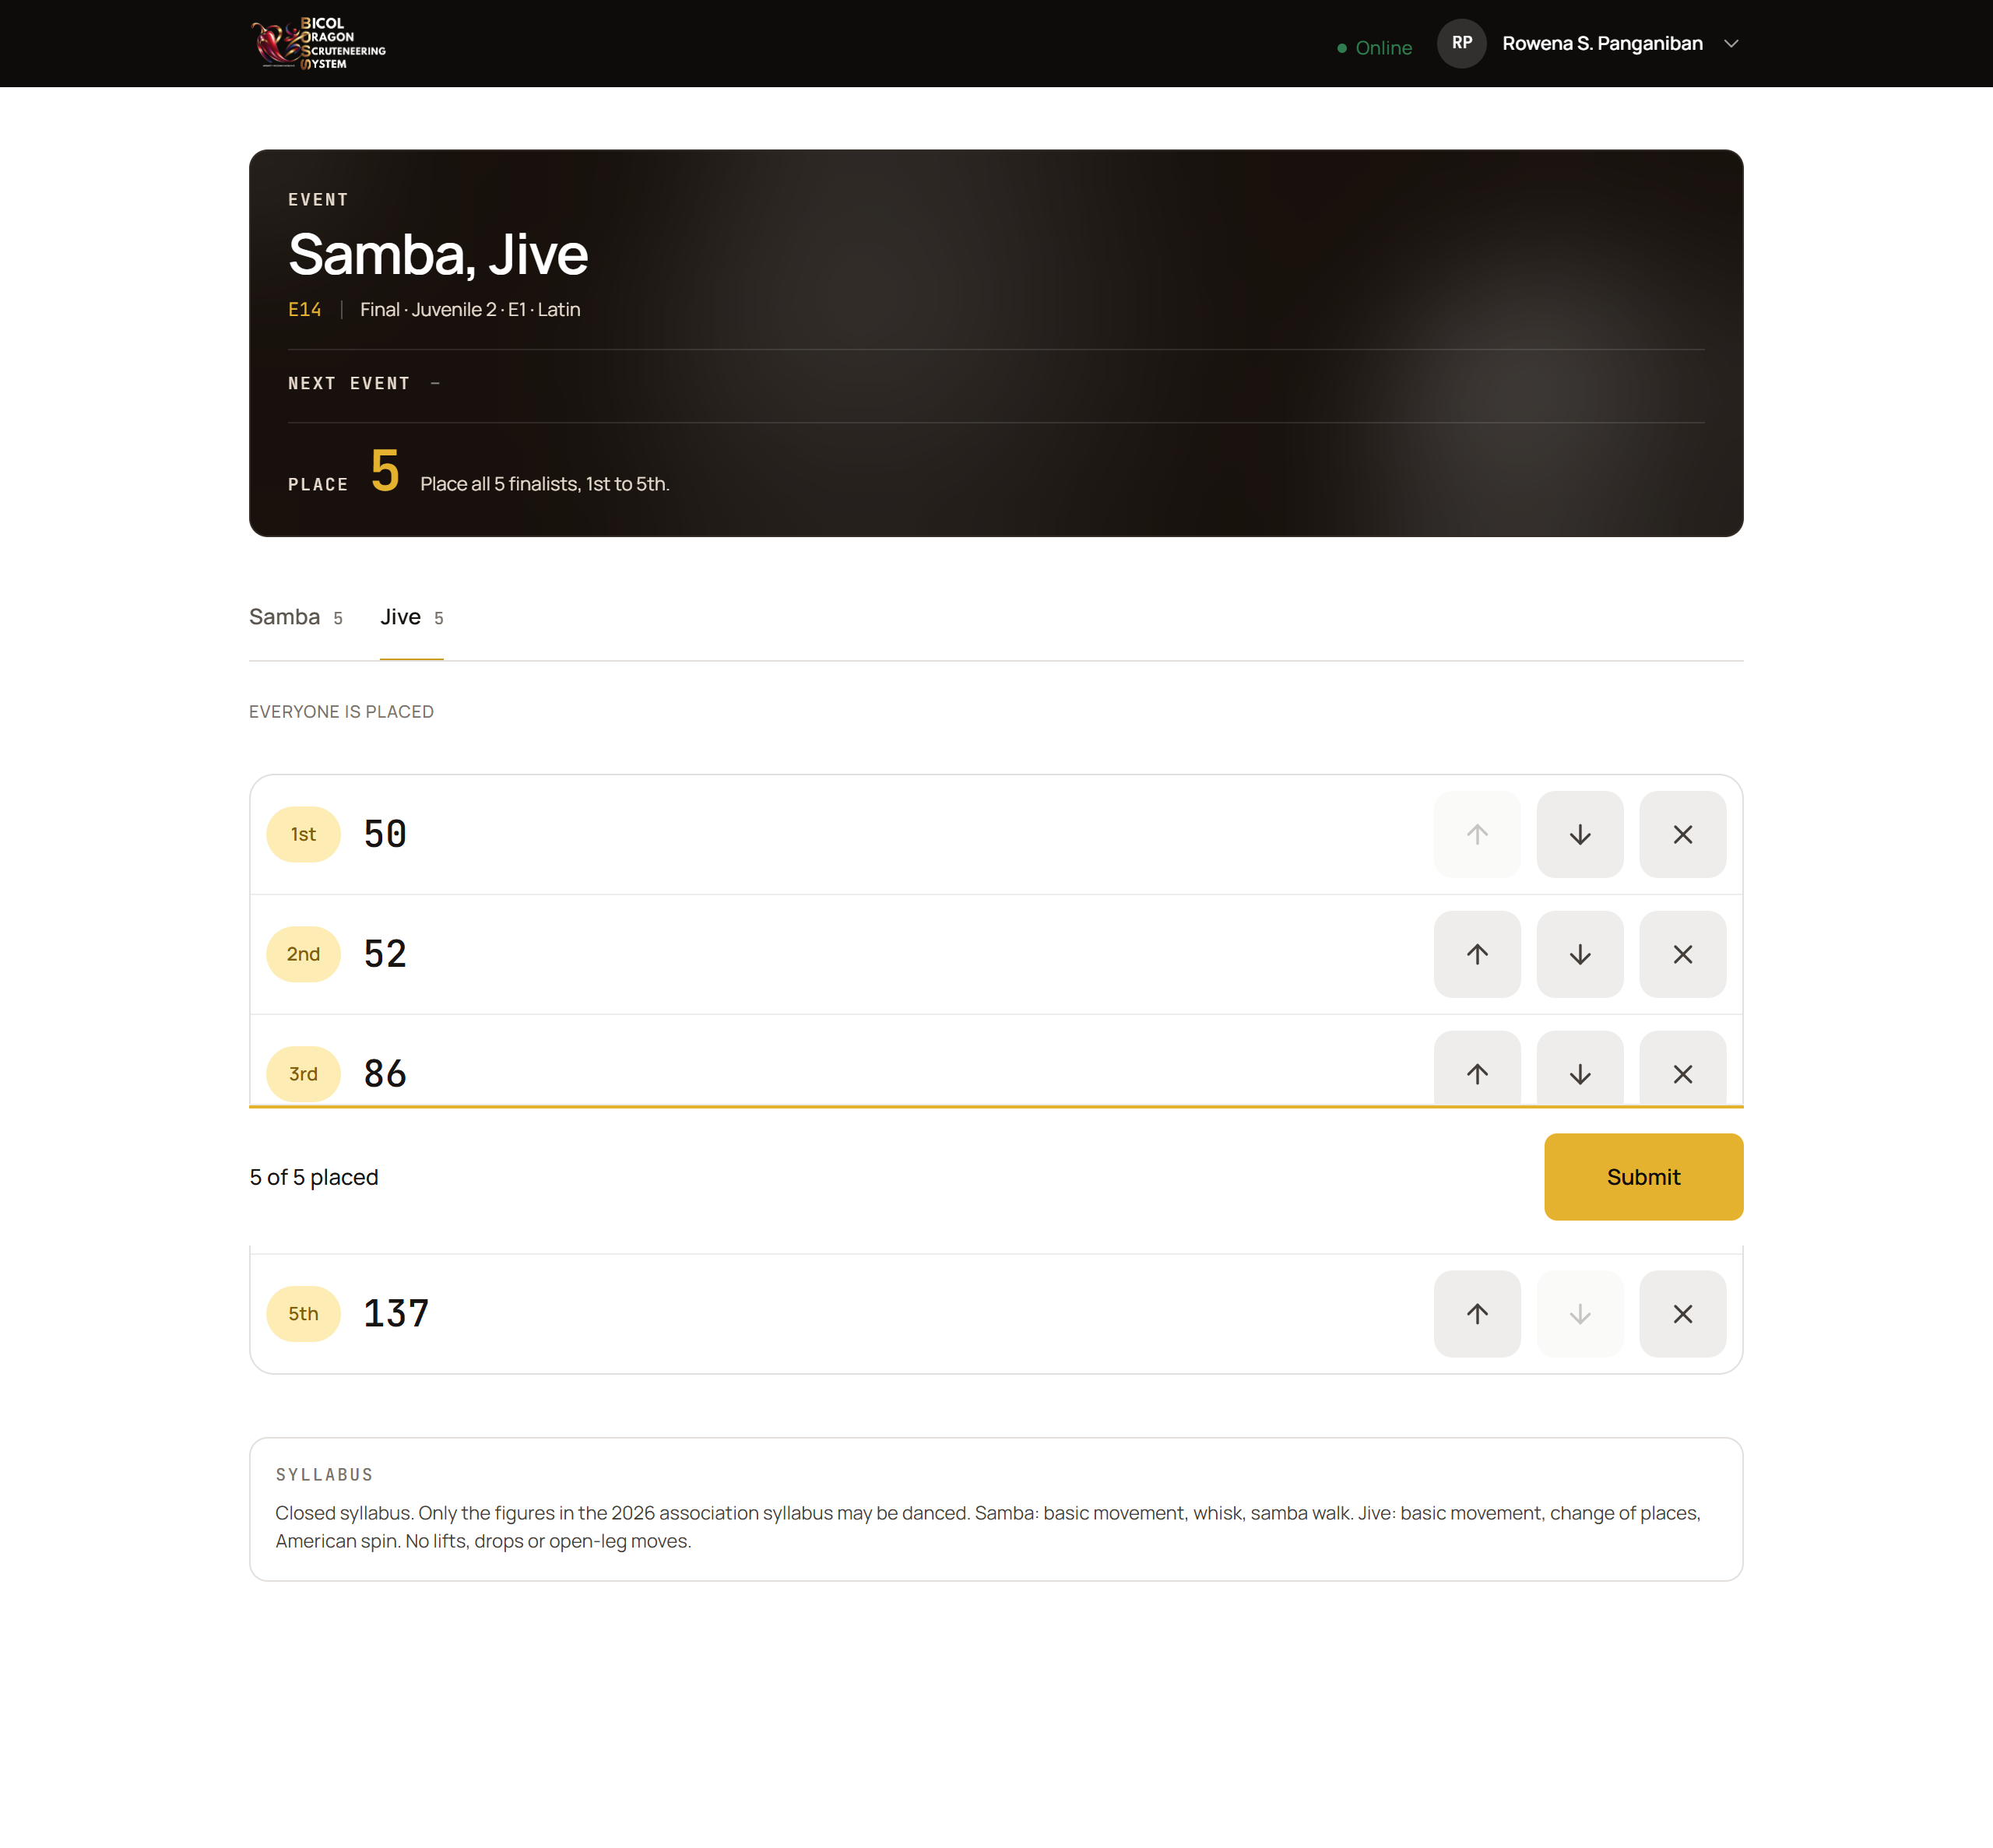 BICOL
DRAGON
SCRUTENEERING
SYSTEM
Online
RP
Rowena S. Panganiban
EVENT
Samba, Jive
E14 | Final · Juvenile 2 · E1 · Latin
NEXT EVENT –
PLACE 5 Place all 5 finalists, 1st to 5th.
Samba 5 Jive 5
EVERYONE IS PLACED
1st 50
2nd 52
3rd 86
5 of 5 placed
Submit
5th 137
SYLLABUS
Closed syllabus. Only the figures in the 2026 association syllabus may be danced. Samba: basic movement, whisk, samba walk. Jive: basic movement, change of places,
American spin. No lifts, drops or open-leg moves.